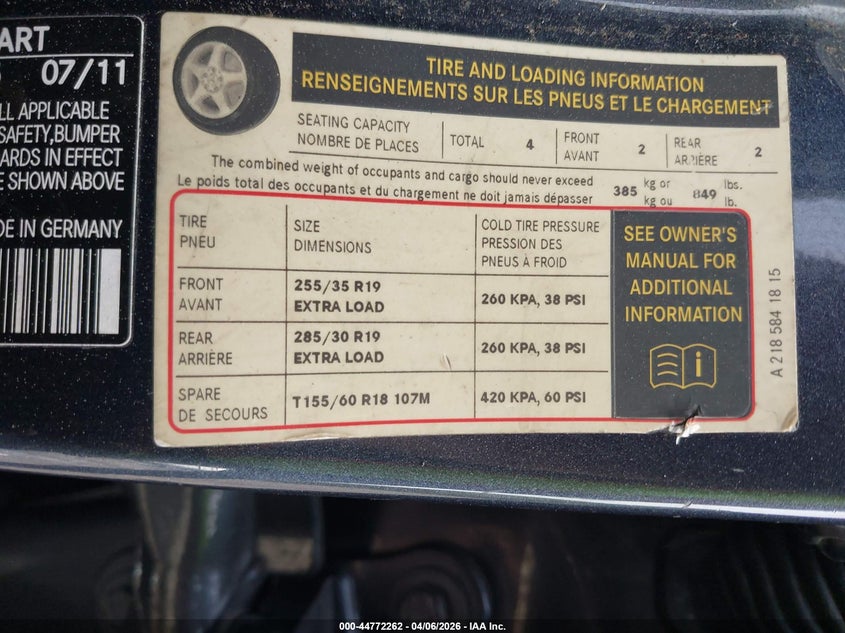 ART
07/11
LL APPLICABLE
SAFETY,BUMPER
ARDS IN EFFECT
E SHOWN ABOVE
DE IN GERMANY
TIRE AND LOADING INFORMATION
RENSEIGNEMENTS SUR LES PNEUS ET LE CHARGEMENT
SEATING CAPACITY
NOMBRE DE PLACES
TOTAL 4
FRONT
AVANT
2
REAR
ARRIÈRE
2
The combined weight of occupants and cargo should never exceed
Le poids total des occupants et du chargement ne doit jamais dépasser
385 kg or
kg ou
849 lbs.
lb.
TIRE
PNEU
SIZE
DIMENSIONS
COLD TIRE PRESSURE
PRESSION DES
PNEUS À FROID
FRONT
AVANT
255/35 R19
EXTRA LOAD
260 KPA, 38 PSI
REAR
ARRIÈRE
285/30 R19
EXTRA LOAD
260 KPA, 38 PSI
SPARE
DE SECOURS
T155/60 R18 107M
420 KPA, 60 PSI
SEE OWNER'S
MANUAL FOR
ADDITIONAL
INFORMATION
i
A 218 584 18 15
000-44772262 - 04/06/2026 - IAA Inc.